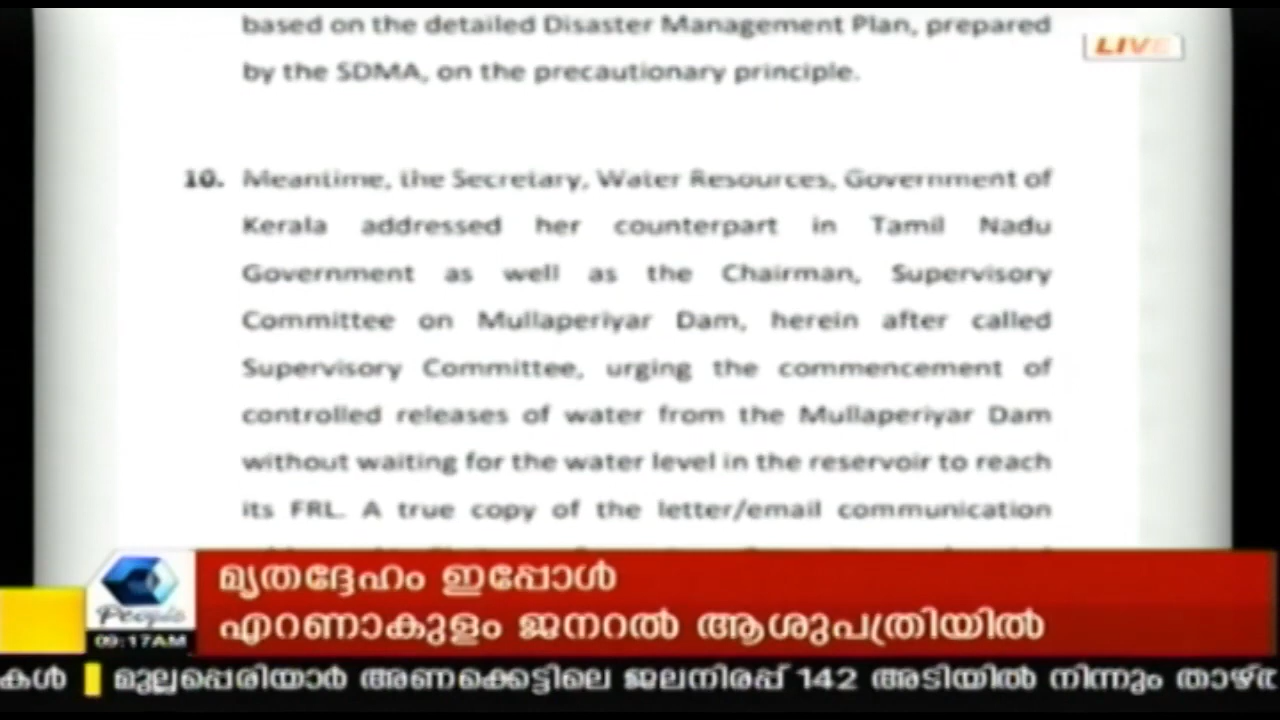 based on the detailed Disaster Management Plan, prepared
by the SDMA, on the precautionary principle.
LIVE
10. Meantime, the Secretary, Water Resources, Government of
Kerala addressed her counterpart in Tamil Nadu
Government as well as the Chairman, Supervisory
Committee on Mullaperiyar Dam, herein after called
Supervisory Committee, urging the commencement of
controlled releases of water from the Mullaperiyar Dam
without waiting for the water level in the reservoir to reach
its FRL. A true copy of the letter/email communication
People
09:17AM
മൃതദ്ദേഹം ഇപ്പോൾ
എറണാകുളം ജനറൽ ആശുപത്രിയിൽ
കൾ മുല്ലപ്പെരിയാർ അണക്കെട്ടിലെ ജലനിരപ്പ് 142 അടിയിൽ നിന്നും